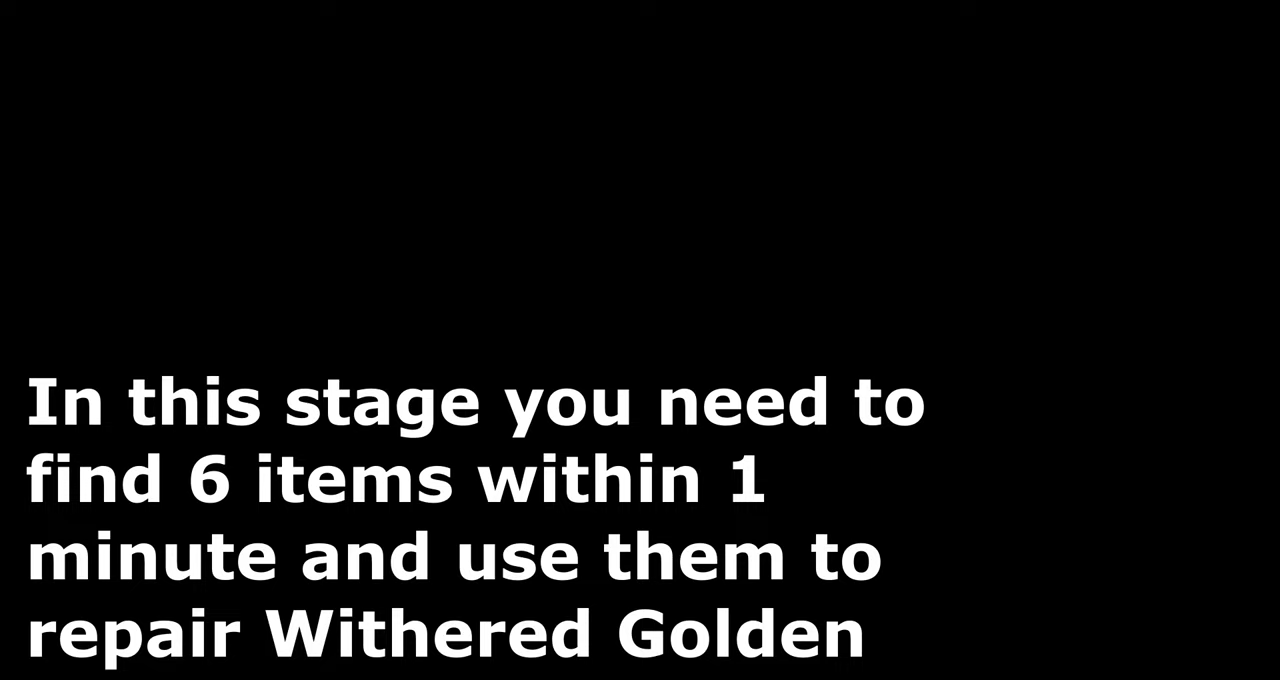 In this stage you need to
find 6 items within 1
minute and use them to
repair Withered Golden